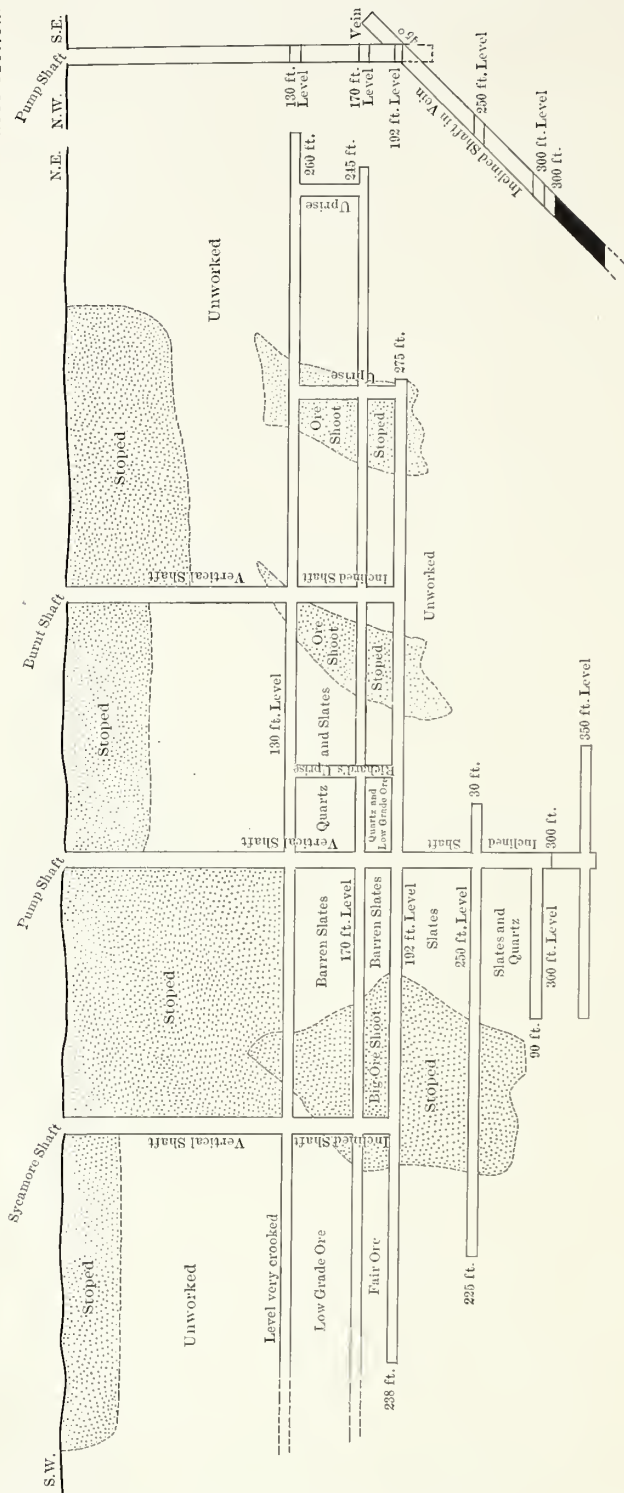 S.W.
N.E.
N.W.
S.E.
Sycamore Shaft
Pump Shaft
Burnt Shaft
Pump Shaft
Stoped
Stoped
Stoped
Stoped
Unworked
Vertical Shaft
Vertical Shaft
Vertical Shaft
Unworked
Level very crooked
130 ft. Level
260 ft.
Low Grade Ore
Barren Slates
Quartz
and Slates
Ore
Shoot
Ore
Shoot
Uprise
Uprise
170 ft. Level
245 ft.
Inclined Shaft
Fair Ore
Big Ore Shoot
Barren Slates
Quartz and
Low Grade Ore
Richard's Uprise
Stoped
Inclined Shaft
Stoped
238 ft.
192 ft. Level
275 ft.
Stoped
Slates
Inclined
Shaft
Unworked
225 ft.
250 ft. Level
30 ft.
Slates and
Quartz
90 ft.
300 ft. Level
300 ft.
350 ft. Level
130 ft.
Level
170 ft.
Level
192 ft. Level
Vein
45°
Inclined Shaft in Vein
250 ft. Level
300 ft. Level
300 ft.